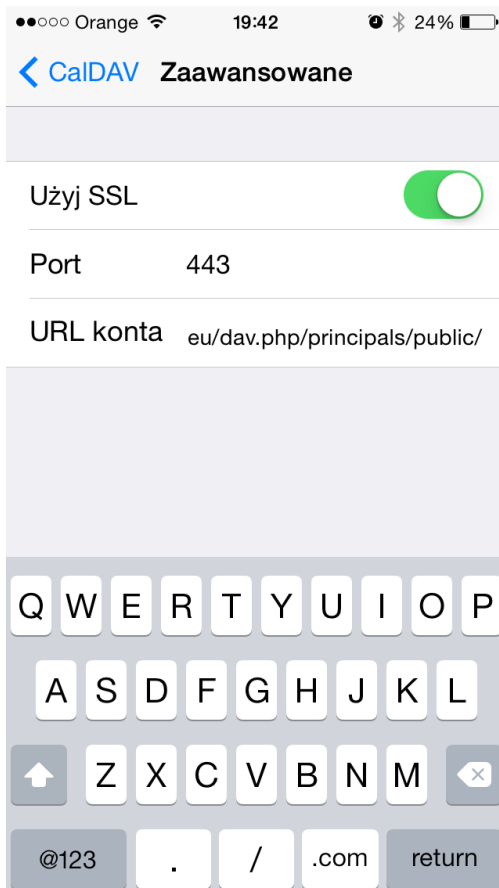 Orange 19:42 24%
CalDAV Zaawansowane
Użyj SSL
Port 443
URL konta eu/dav.php/principals/public/
Q W E R T Y U I O P
A S D F G H J K L
Z X C V B N M
@123 . / .com return